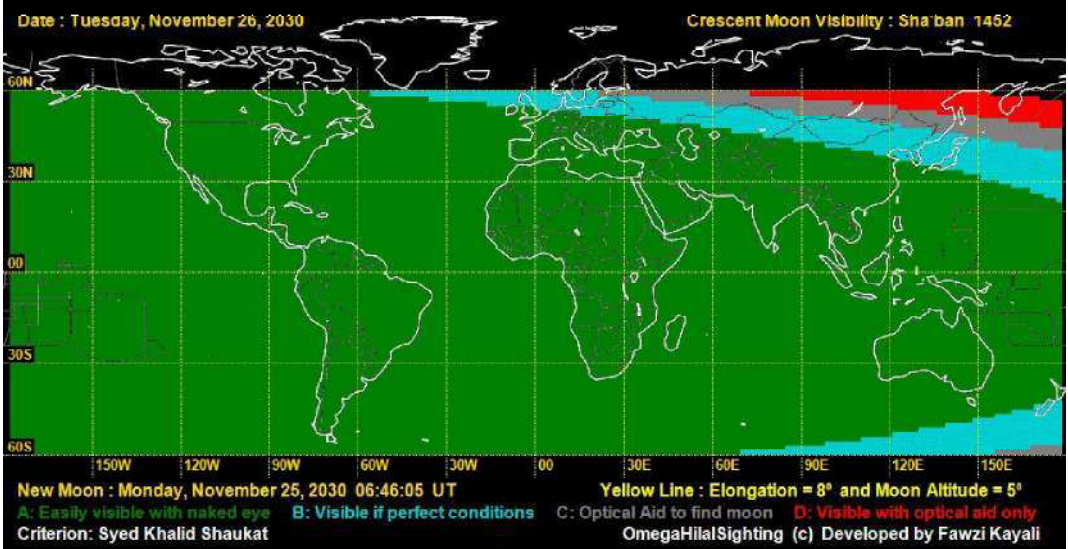 Date : Tuesday, November 26, 2030 Crescent Moon Visibility : Sha'ban 1452
60N
30N
00
30S
60S
150W 120W 90W 60W 30W 00 30E 60E 90E 120E 150E
New Moon : Monday, November 25, 2030 06:46:05 UT Yellow Line : Elongation = 8° and Moon Altitude = 5°
A: Easily visible with naked eye B: Visible if perfect conditions C: Optical Aid to find moon D: Visible with optical aid only
Criterion: Syed Khalid Shaukat OmegaHilalSighting (c) Developed by Fawzi Kayali